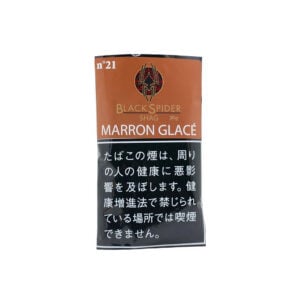 n°21
BLACKSPIDER
SHAG 30g
MARRON GLACÉ
たばこの煙は、周り
の人の健康に悪影
響を及ぼします。健
康増進法で禁じられ
ている場所では喫煙
できません。